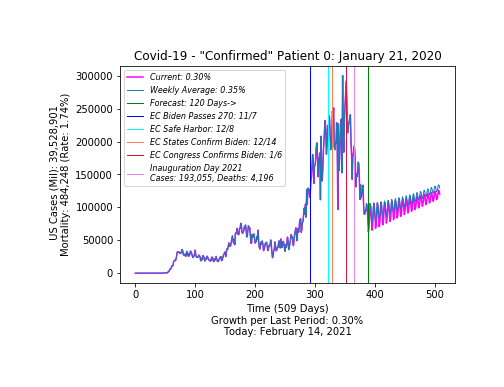 Covid-19 - "Confirmed" Patient 0: January 21, 2020
300000
250000
200000
150000
100000
50000
0
US Cases (Mil): 39,528,901
Mortality: 484,248 (Rate: 1.74%)
Current: 0.30%
Weekly Average: 0.35%
Forecast: 120 Days->
EC Biden Passes 270: 11/7
EC Safe Harbor: 12/8
EC States Confirm Biden: 12/14
EC Congress Confirms Biden: 1/6
Inauguration Day 2021
Cases: 193,055, Deaths: 4,196
0 100 200 300 400 500
Time (509 Days)
Growth per Last Period: 0.30%
Today: February 14, 2021